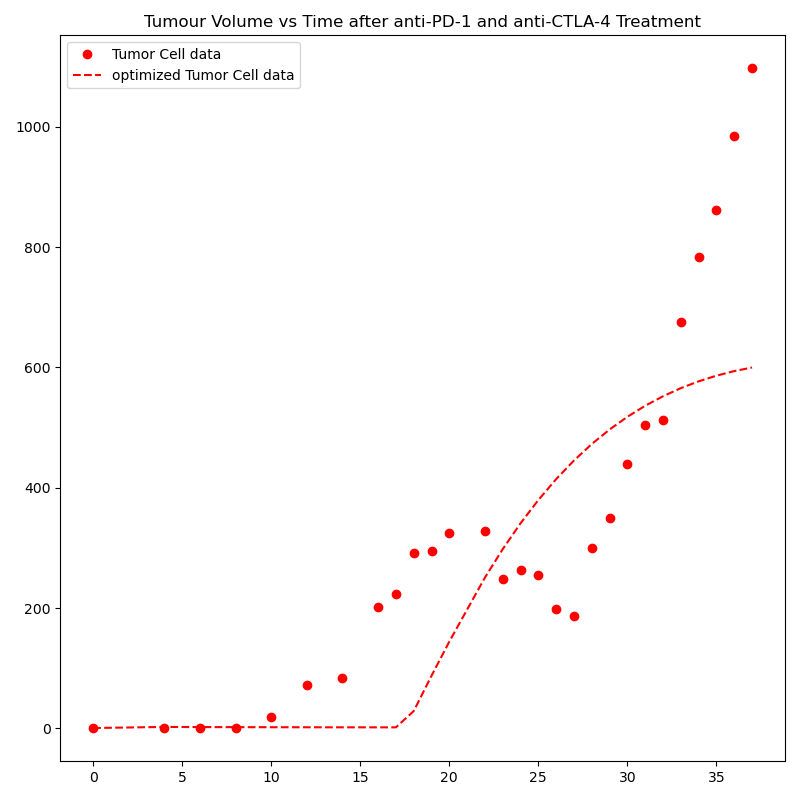 Tumour Volume vs Time after anti-PD-1 and anti-CTLA-4 Treatment
Tumor Cell data
optimized Tumor Cell data
1000
800
600
400
200
0
0 5 10 15 20 25 30 35